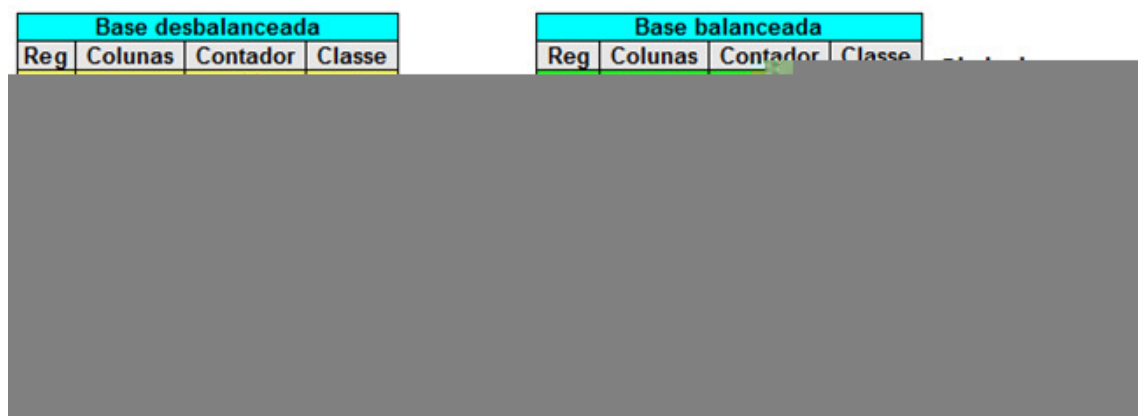 Base desbalanceada
Reg Colunas Contador Classe
Base balanceada
Reg Colunas Contador Classe